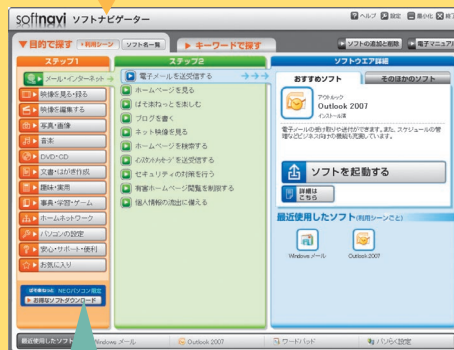 softnavi ソフトナビゲーター
ヘルプ 設定 最小化 終了
▼目的で探す ・利用シーン ソフト名一覧 ▶キーワードで探す ソフトの追加と削除 電子マニュアル
ステップ1
メール・インターネット
映像を見る・録る
映像を編集する
写真・画像
音楽
DVD・CD
文書・はがき作成
趣味・実用
事典・学習・ゲーム
ホームネットワーク
パソコンの設定
安心・サポート・便利
お気に入り
NECパソコン限定
お得なソフトダウンロード
ステップ2
電子メールを送受信する
ホームページを見る
ぱそまねっとを楽しむ
ブログを書く
ネット映像を見る
ホームページを検索する
インスタントメッセージを送受信する
セキュリティの対策を行う
有害ホームページ閲覧を制限する
個人情報の流出に備える
ソフトウエア詳細
おすすめソフト そのほかのソフト
アウトルック
Outlook 2007
インストール済
電子メールの受け取りや送付ができます。また、スケジュールの管
理などビジネス向けの機能も充実しています。
ソフトを起動する
詳細は
こちら
最近使用したソフト(利用シーンごと)
Windows メール Outlook 2007
最近使用したソフト Windows メール Outlook 2007 ワードパッド パソらく設定